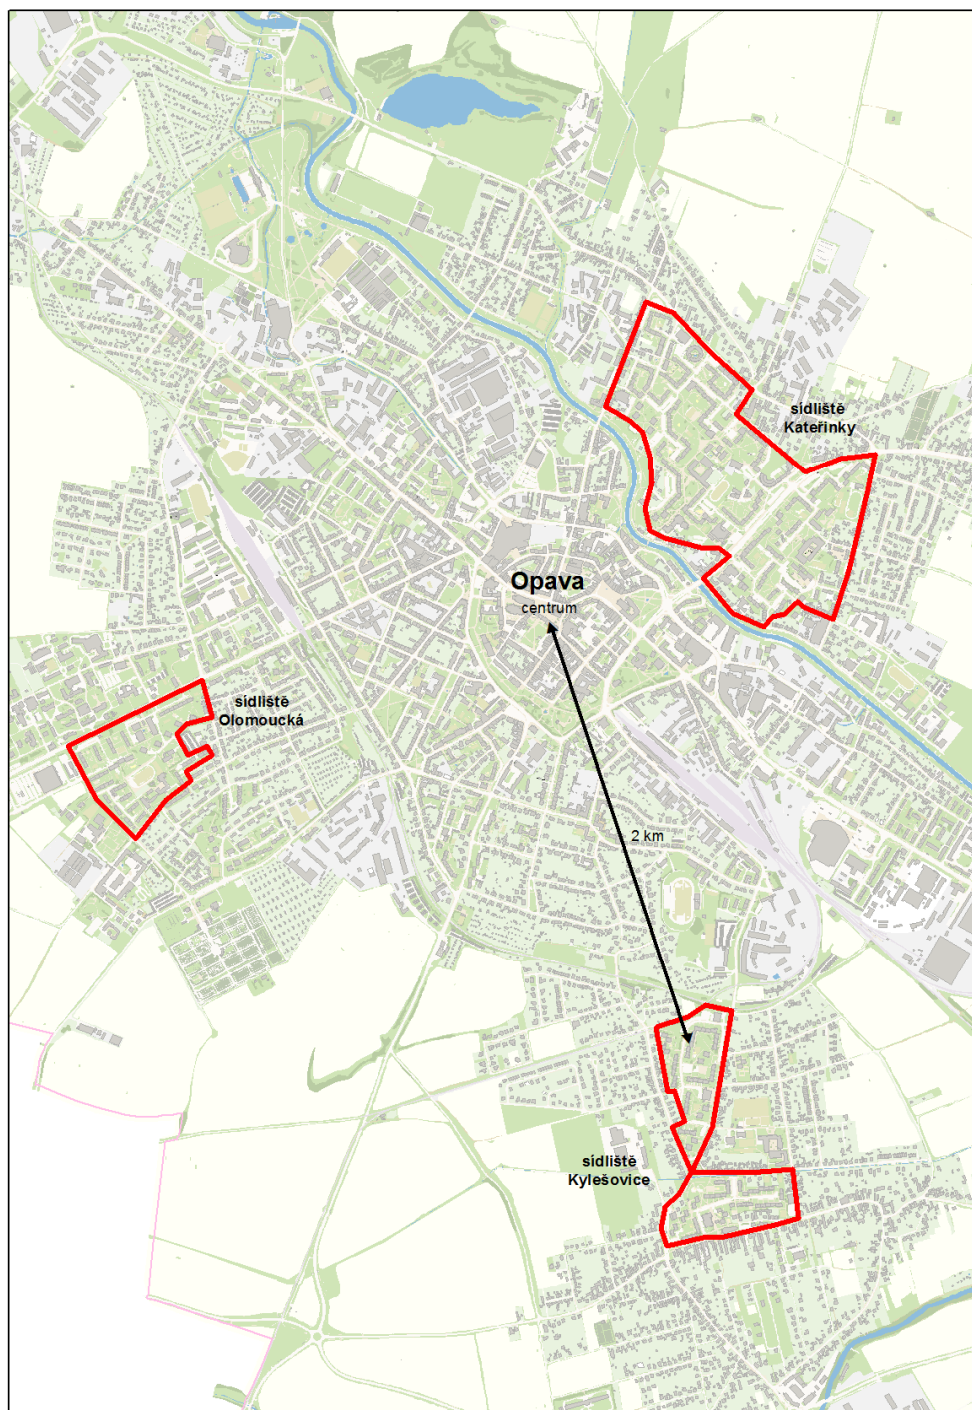 sídliště
Kateřinky
Opava
centrum
sídliště
Olomoucká
2 km
sídliště
Kylešovice